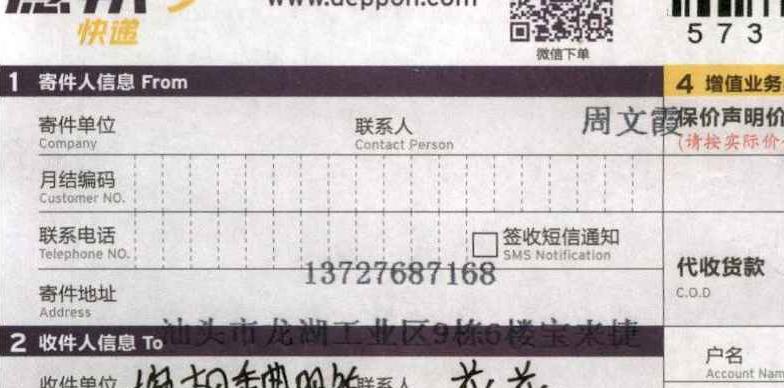 www.deppon.com
快递
微信下单
5 7 3
1 寄件人信息 From
4 增值业务
寄件单位 联系人 周文霞
Company Contact Person
保价声明价
(请按实际价
月结编码
Customer NO.
联系电话 签收短信通知
Telephone NO. SMS Notification
13727687168
代收货款
C.O.D
寄件地址
Address
汕头市龙湖工业区9栋6楼宝来捷
2 收件人信息 To
户名
Account Nam
收件单位 联系人